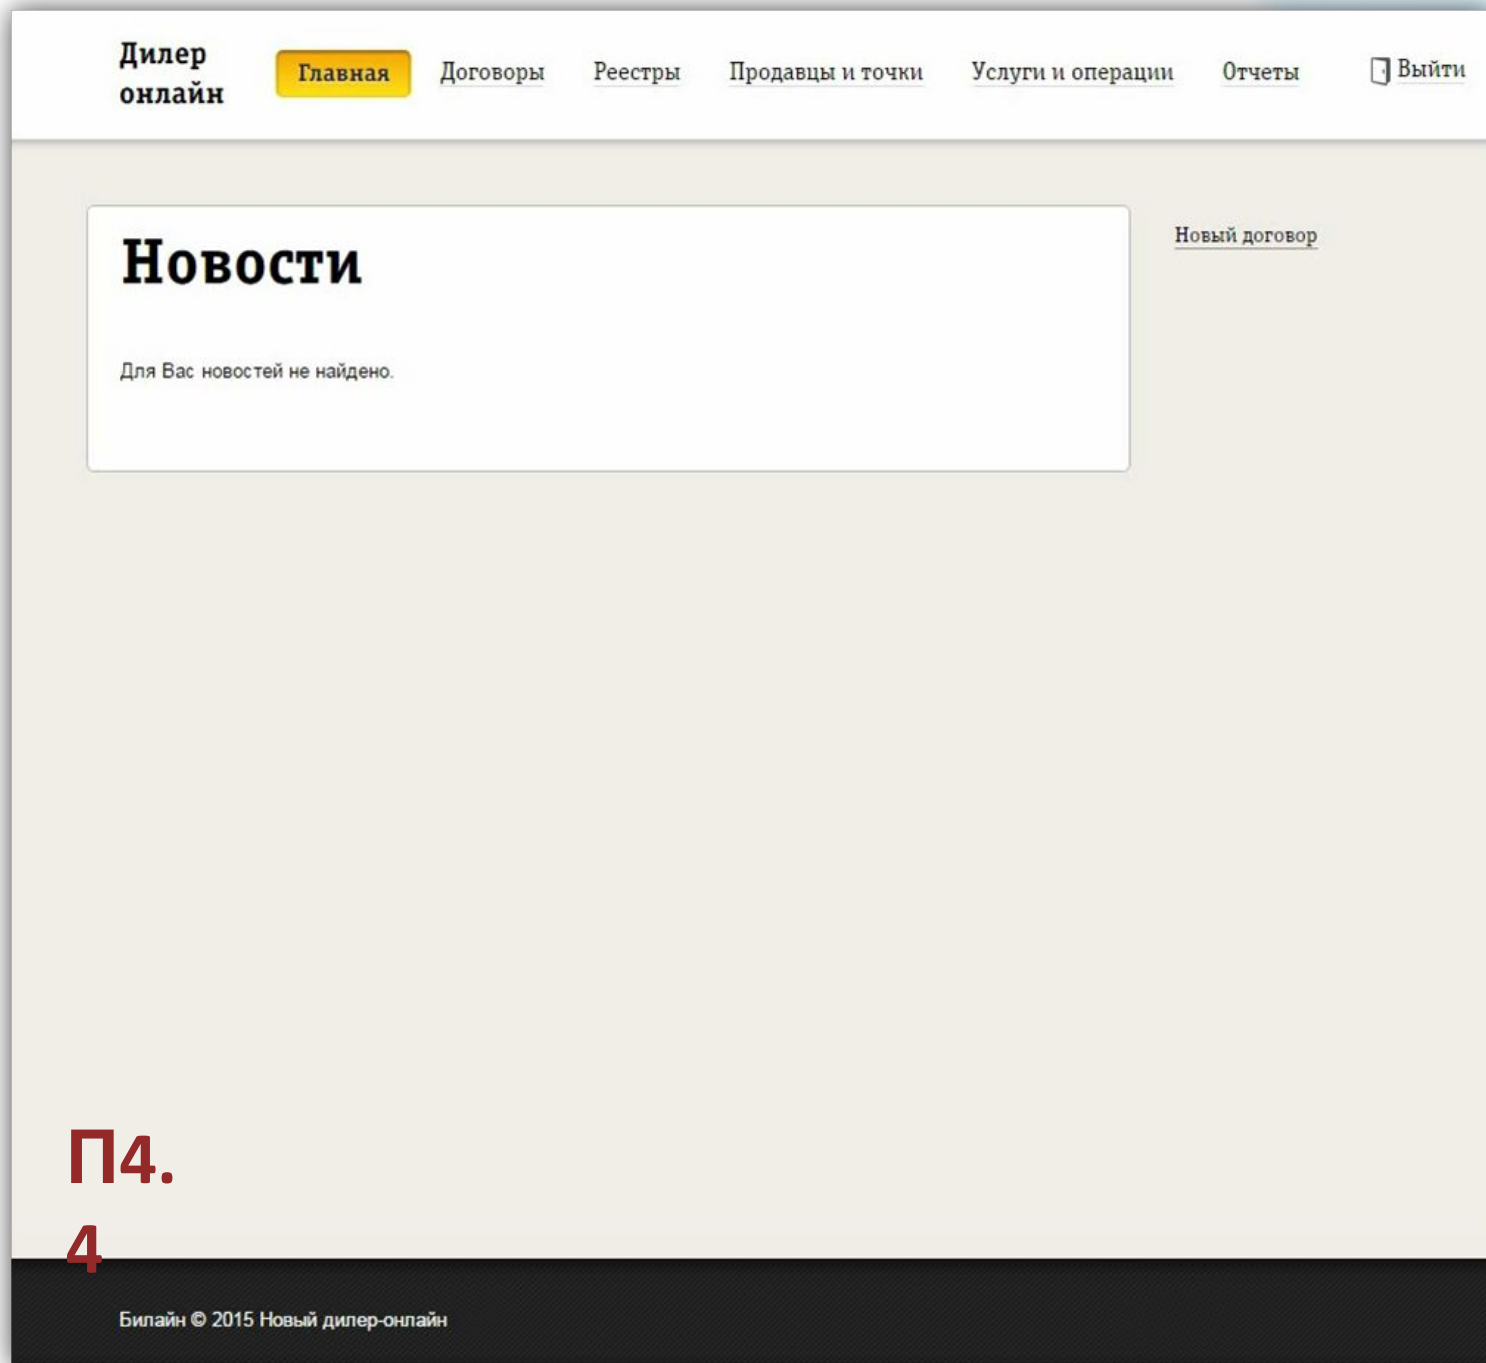 Дилер
онлайн
Главная
Договоры
Реестры
Продавцы и точки
Услуги и операции
Отчеты
Выйти
Новости
Для Вас новостей не найдено.
Новый договор
П4.
4
Билайн © 2015 Новый дилер-онлайн